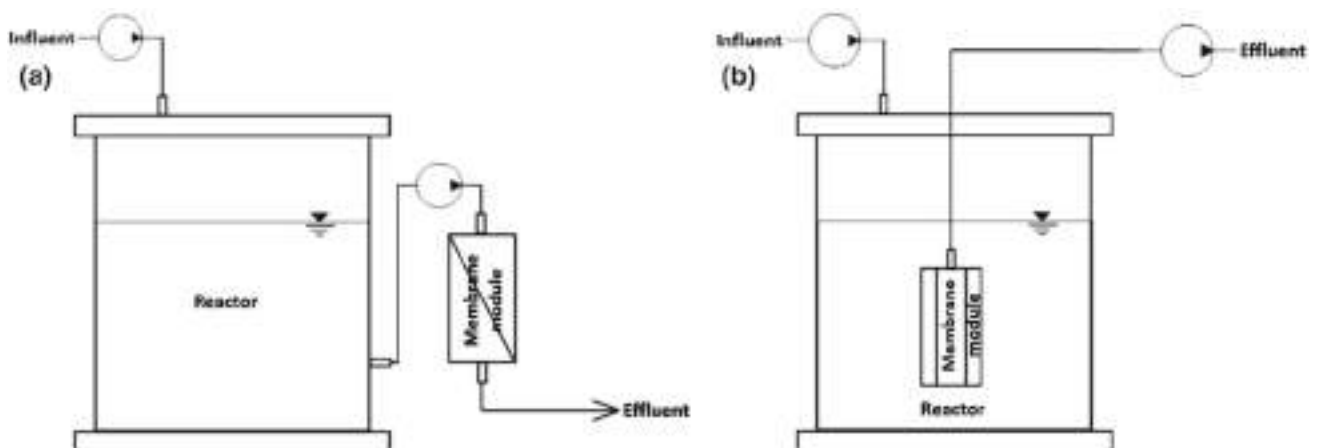 Influent
(a)
Reactor
Membrane
module
Effluent
Influent
(b)
Effluent
Membrane
module
Reactor